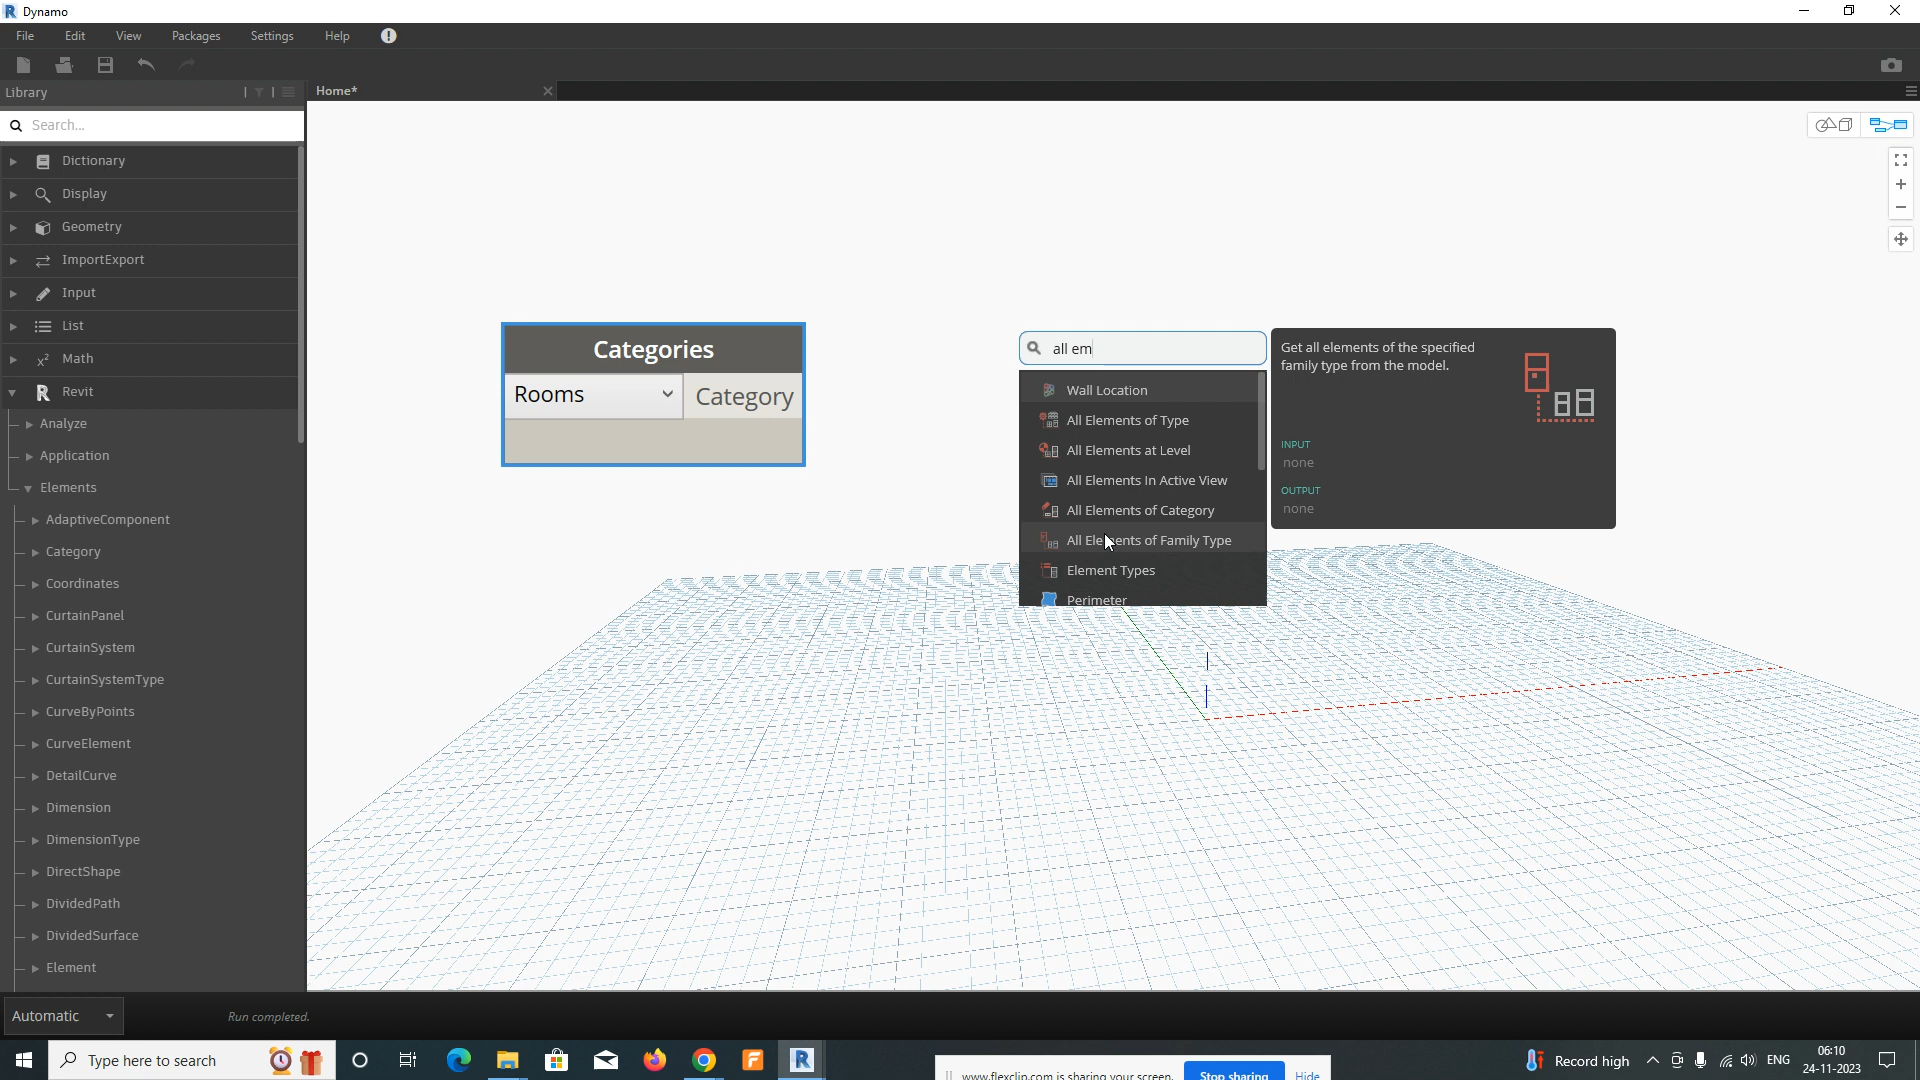 Dynamo
File Edit View Packages Settings Help
Library
Home*
Search...
Dictionary
Display
Geometry
ImportExport
Input
List
Math
Revit
Analyze
Application
Elements
AdaptiveComponent
Category
Coordinates
CurtainPanel
CurtainSystem
CurtainSystemType
CurveByPoints
CurveElement
DetailCurve
Dimension
DimensionType
DirectShape
DividedPath
DividedSurface
Element
Categories
Rooms
Category
all em
Wall Location
All Elements of Type
All Elements at Level
All Elements In Active View
All Elements of Category
All Elements of Family Type
Element Types
Perimeter
Get all elements of the specified
family type from the model.
INPUT
none
OUTPUT
none
Automatic
Run completed.
Type here to search
www.flexclip.com is sharing your screen.
Stop sharing
Hide
Record high
ENG
06:10
24-11-2023